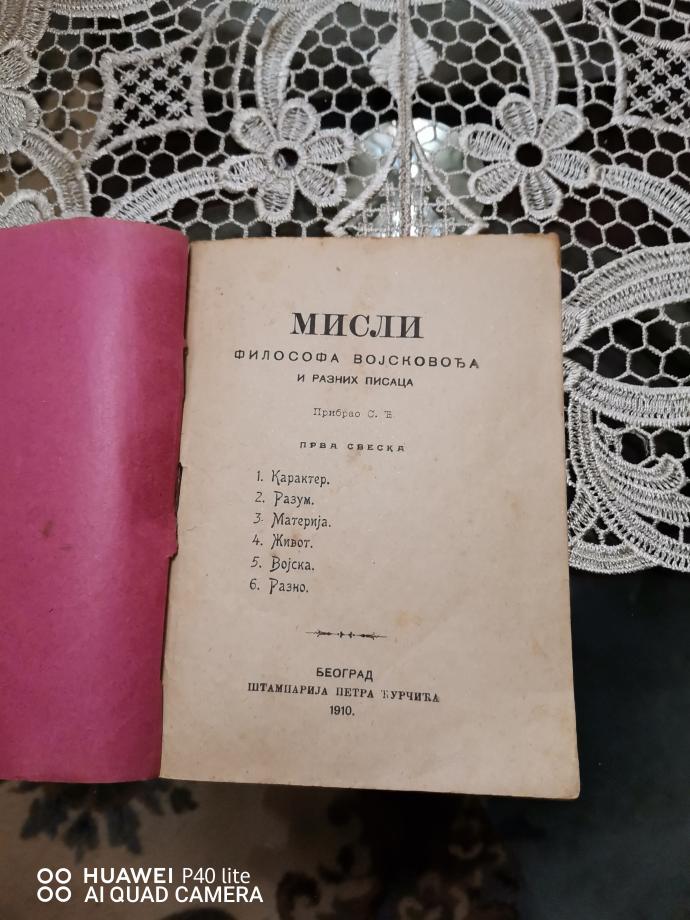 МИСЛИ
ФИЛОСОФА ВОЈСКОВОЂА
И РАЗНИХ ПИСАЦА
Прибрао С. Ђ.
ПРВА СВЕСКА
1. Карактер.
2. Разум.
3. Материја.
4. Живот.
5. Војска.
6. Разно.
БЕОГРАД
ШТАМПАРИЈА ПЕТРА ЋУРЧИЋА
1910.
HUAWEI P40 lite
AI QUAD CAMERA